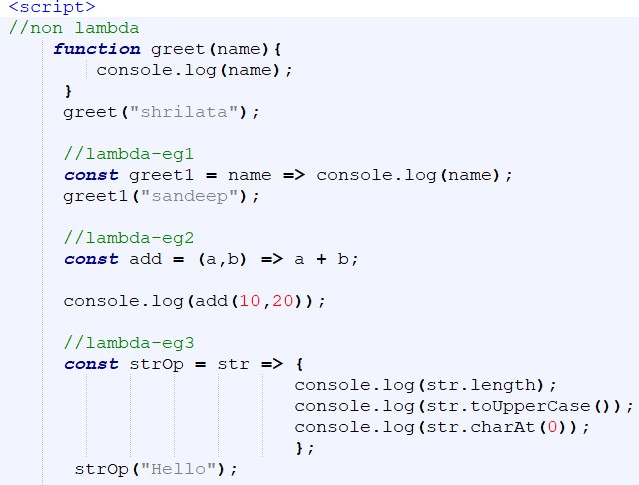 <script>
//non lambda
function greet(name){
console.log(name);
}
greet("shrilata");
//lambda-eg1
const greet1 = name => console.log(name);
greet1("sandeep");
//lambda-eg2
const add = (a,b) => a + b;
console.log(add(10,20));
//lambda-eg3
const strOp = str => {
console.log(str.length);
console.log(str.toUpperCase());
console.log(str.charAt(0));
};
strOp("Hello");